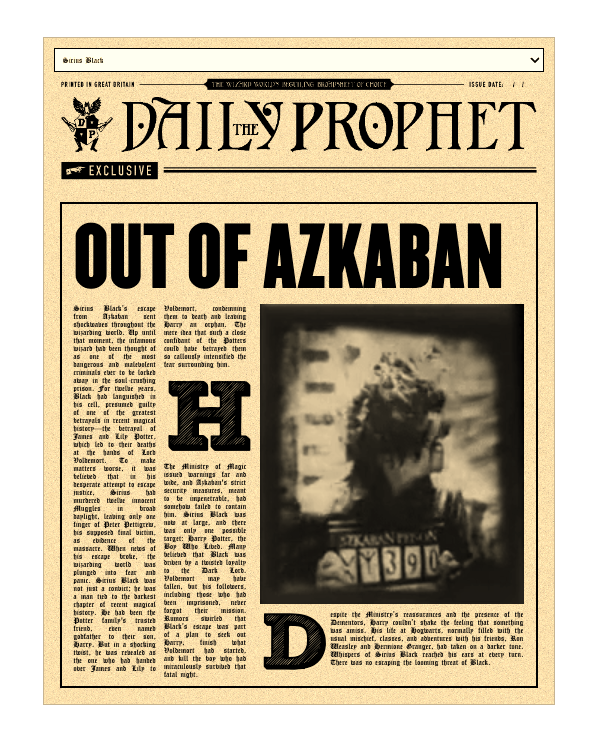 Sirius Black
PRINTED IN GREAT BRITAIN
THE WIZARD WORLD'S BEGUILING BROADSHEET OF CHOICE
ISSUE DATE: / /
D P
DAILY THE PROPHET
EXCLUSIVE
OUT OF AZKABAN
Sirius Black's escape
from Azkaban sent
shockwaves throughout the
wizarding world. Up until
that moment, the infamous
wizard had been thought of
as one of the most
dangerous and malevolent
criminals ever to be locked
away in the soul-crushing
prison. For twelve years,
Black had languished in
his cell, presumed guilty
of one of the greatest
betrayals in recent magical
history—the betrayal of
James and Lily Potter,
which led to their deaths
at the hands of Lord
Voldemort. To make
matters worse, it was
believed that in his
desperate attempt to escape
justice, Sirius had
murdered twelve innocent
Muggles in broad
daylight, leaving only one
finger of Peter Pettigrew,
his supposed final victim,
as evidence of the
massacre. When news of
his escape broke, the
wizarding world was
plunged into fear and
panic. Sirius Black was
not just a convict; he was
a man tied to the darkest
chapter of recent magical
history. He had been the
Potter family's trusted
friend, even named
godfather to their son,
Harry. But in a shocking
twist, he was revealed as
the one who had handed
over James and Lily to
Voldemort, condemning
them to death and leaving
Harry an orphan. The
mere idea that such a close
confidant of the Potters
could have betrayed them
so callously intensified the
fear surrounding him.
H
The Ministry of Magic
issued warnings far and
wide, and Azkaban's strict
security measures, meant
to be impenetrable, had
somehow failed to contain
him. Sirius Black was
now at large, and there
was only one possible
target: Harry Potter, the
Boy Who Lived. Many
believed that Black was
driven by a twisted loyalty
to the Dark Lord.
Voldemort may have
fallen, but his followers,
including those who had
been imprisoned, never
forgot their mission.
Rumors swirled that
Black's escape was part
of a plan to seek out
Harry, finish what
Voldemort had started,
and kill the boy who had
miraculously survived that
fatal night.
AZKABAN PRISON
390
D
espite the Ministry's reassurances and the presence of the
Dementors, Harry couldn't shake the feeling that something
was amiss. His life at Hogwarts, normally filled with the
usual mischief, classes, and adventures with his friends, Ron
Weasley and Hermione Granger, had taken on a darker tone.
Whispers of Sirius Black reached his ears at every turn.
There was no escaping the looming threat of Black.